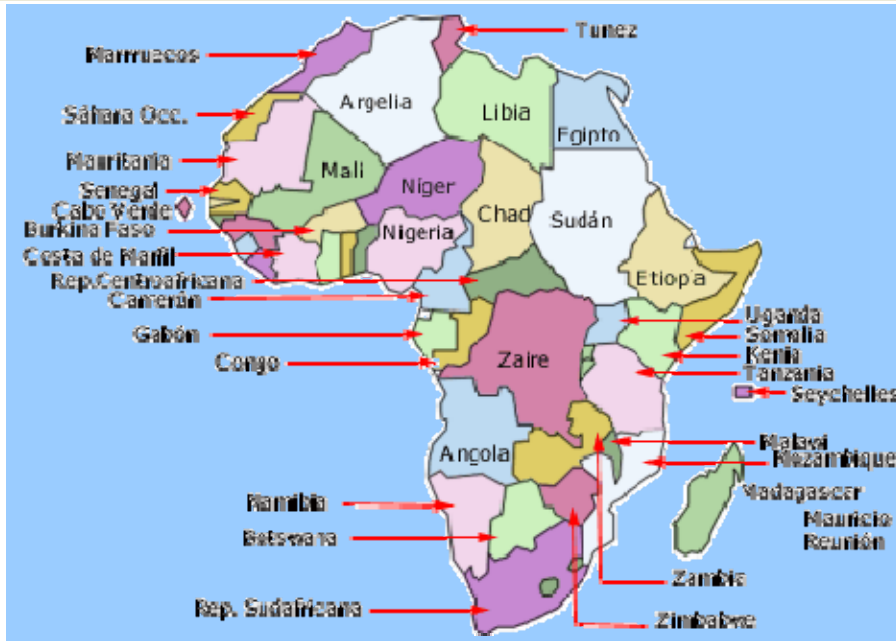 Marrruecos
Tunez
Argelia
Libia
Egipto
Sáhara Occ.
Mauritania
Mali
Níger
Senegal
Cabo Verde
Chad
Sudán
Burkina Faso
Nigeria
Costa de Marfil
Rep.Centroafricana
Etiopía
Camerún
Uganda
Gabón
Somalia
Kenia
Congo
Zaire
Tanzania
Seychelles
Angola
Malawi
Mozambique
Madagascar
Namibia
Mauricio
Botswana
Reunión
Zambia
Rep. Sudafricana
Zimbabwe